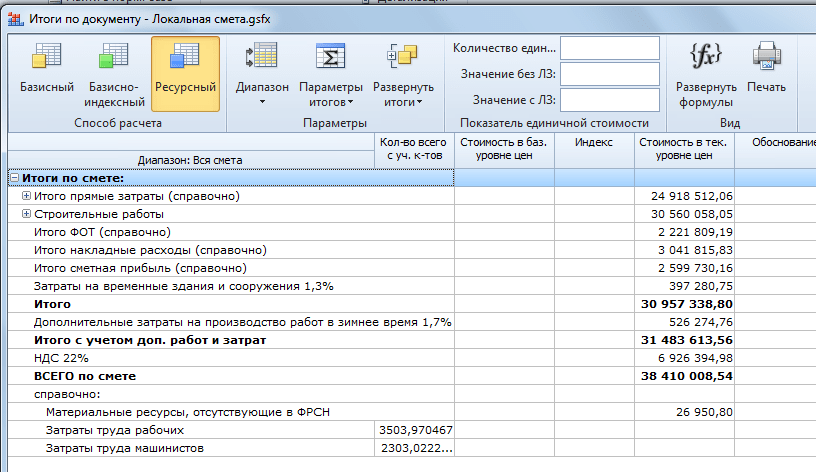 Итоги по документу - Локальная смета.gsfx
Базисный
Базисно-
индексный
Ресурсный
Способ расчета
Диапазон
Параметры
итогов
Развернуть
итоги
Параметры
Количество един...
Значение без ЛЗ:
Значение с ЛЗ:
Показатель единичной стоимости
{fx}
Развернуть
формулы
Печать
Вид
Диапазон: Вся смета
Кол-во всего
с уч. к-тов
Стоимость в баз.
уровне цен
Индекс
Стоимость в тек.
уровне цен
Обоснование
Итоги по смете:
Итого прямые затраты (справочно) 24 918 512,06
Строительные работы 30 560 058,05
Итого ФОТ (справочно) 2 221 809,19
Итого накладные расходы (справочно) 3 041 815,83
Итого сметная прибыль (справочно) 2 599 730,16
Затраты на временные здания и сооружения 1,3% 397 280,75
Итого 30 957 338,80
Дополнительные затраты на производство работ в зимнее время 1,7% 526 274,76
Итого с учетом доп. работ и затрат 31 483 613,56
НДС 22% 6 926 394,98
ВСЕГО по смете 38 410 008,54
справочно:
Материальные ресурсы, отсутствующие в ФРСН 26 950,80
Затраты труда рабочих 3503,970467
Затраты труда машинистов 2303,0222...